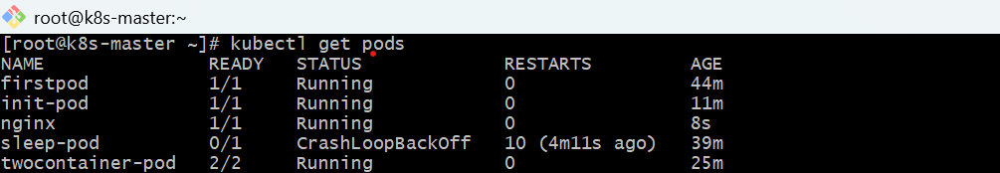 root@k8s-master:~
[root@k8s-master ~]# kubectl get pods
NAME READY STATUS RESTARTS AGE
firstpod 1/1 Running 0 44m
init-pod 1/1 Running 0 11m
nginx 1/1 Running 0 8s
sleep-pod 0/1 CrashLoopBackOff 10 (4m11s ago) 39m
twocontainer-pod 2/2 Running 0 25m